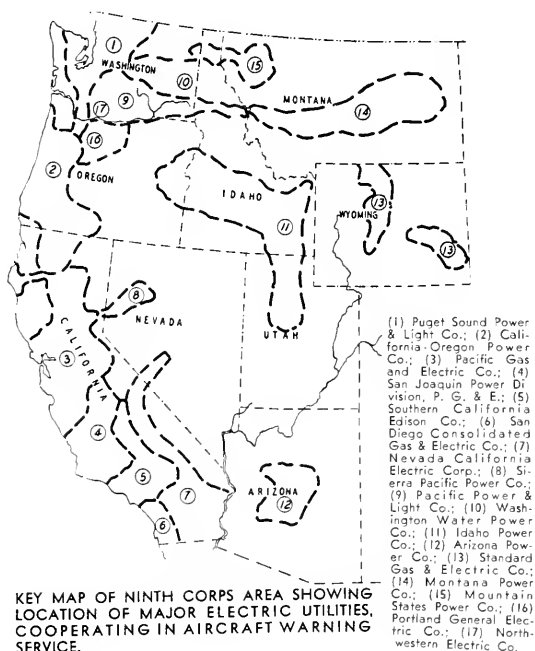 1
WASHINGTON
10
15
MONTANA
14
17
9
16
2
OREGON
IDAHO
11
13
WYOMING
13
8
NEVADA
UTAH
CALIFORNIA
3
4
5
6
7
ARIZONA
12
(1) Puget Sound Power
& Light Co.; (2) Cali-
fornia-Oregon Power
Co.; (3) Pacific Gas
and Electric Co.; (4)
San Joaquin Power Di
vision, P. G. & E.; (5)
Southern California
Edison Co.; (6) San
Diego Consolidated
Gas & Electric Co.; (7)
Nevada California
Electric Corp.; (8) Si-
erra Pacific Power Co.;
(9) Pacific Power &
Light Co.; (10) Wash-
ington Water Power
Co.; (11) Idaho Power
Co.; (12) Arizona Pow-
er Co.; (13) Standard
Gas & Electric Co.;
(14) Montana Power
Co.; (15) Mountain
States Power Co.; (16)
Portland General Elec-
tric Co.; (17) North-
western Electric Co.
KEY MAP OF NINTH CORPS AREA SHOWING
LOCATION OF MAJOR ELECTRIC UTILITIES,
COOPERATING IN AIRCRAFT WARNING
SERVICE.